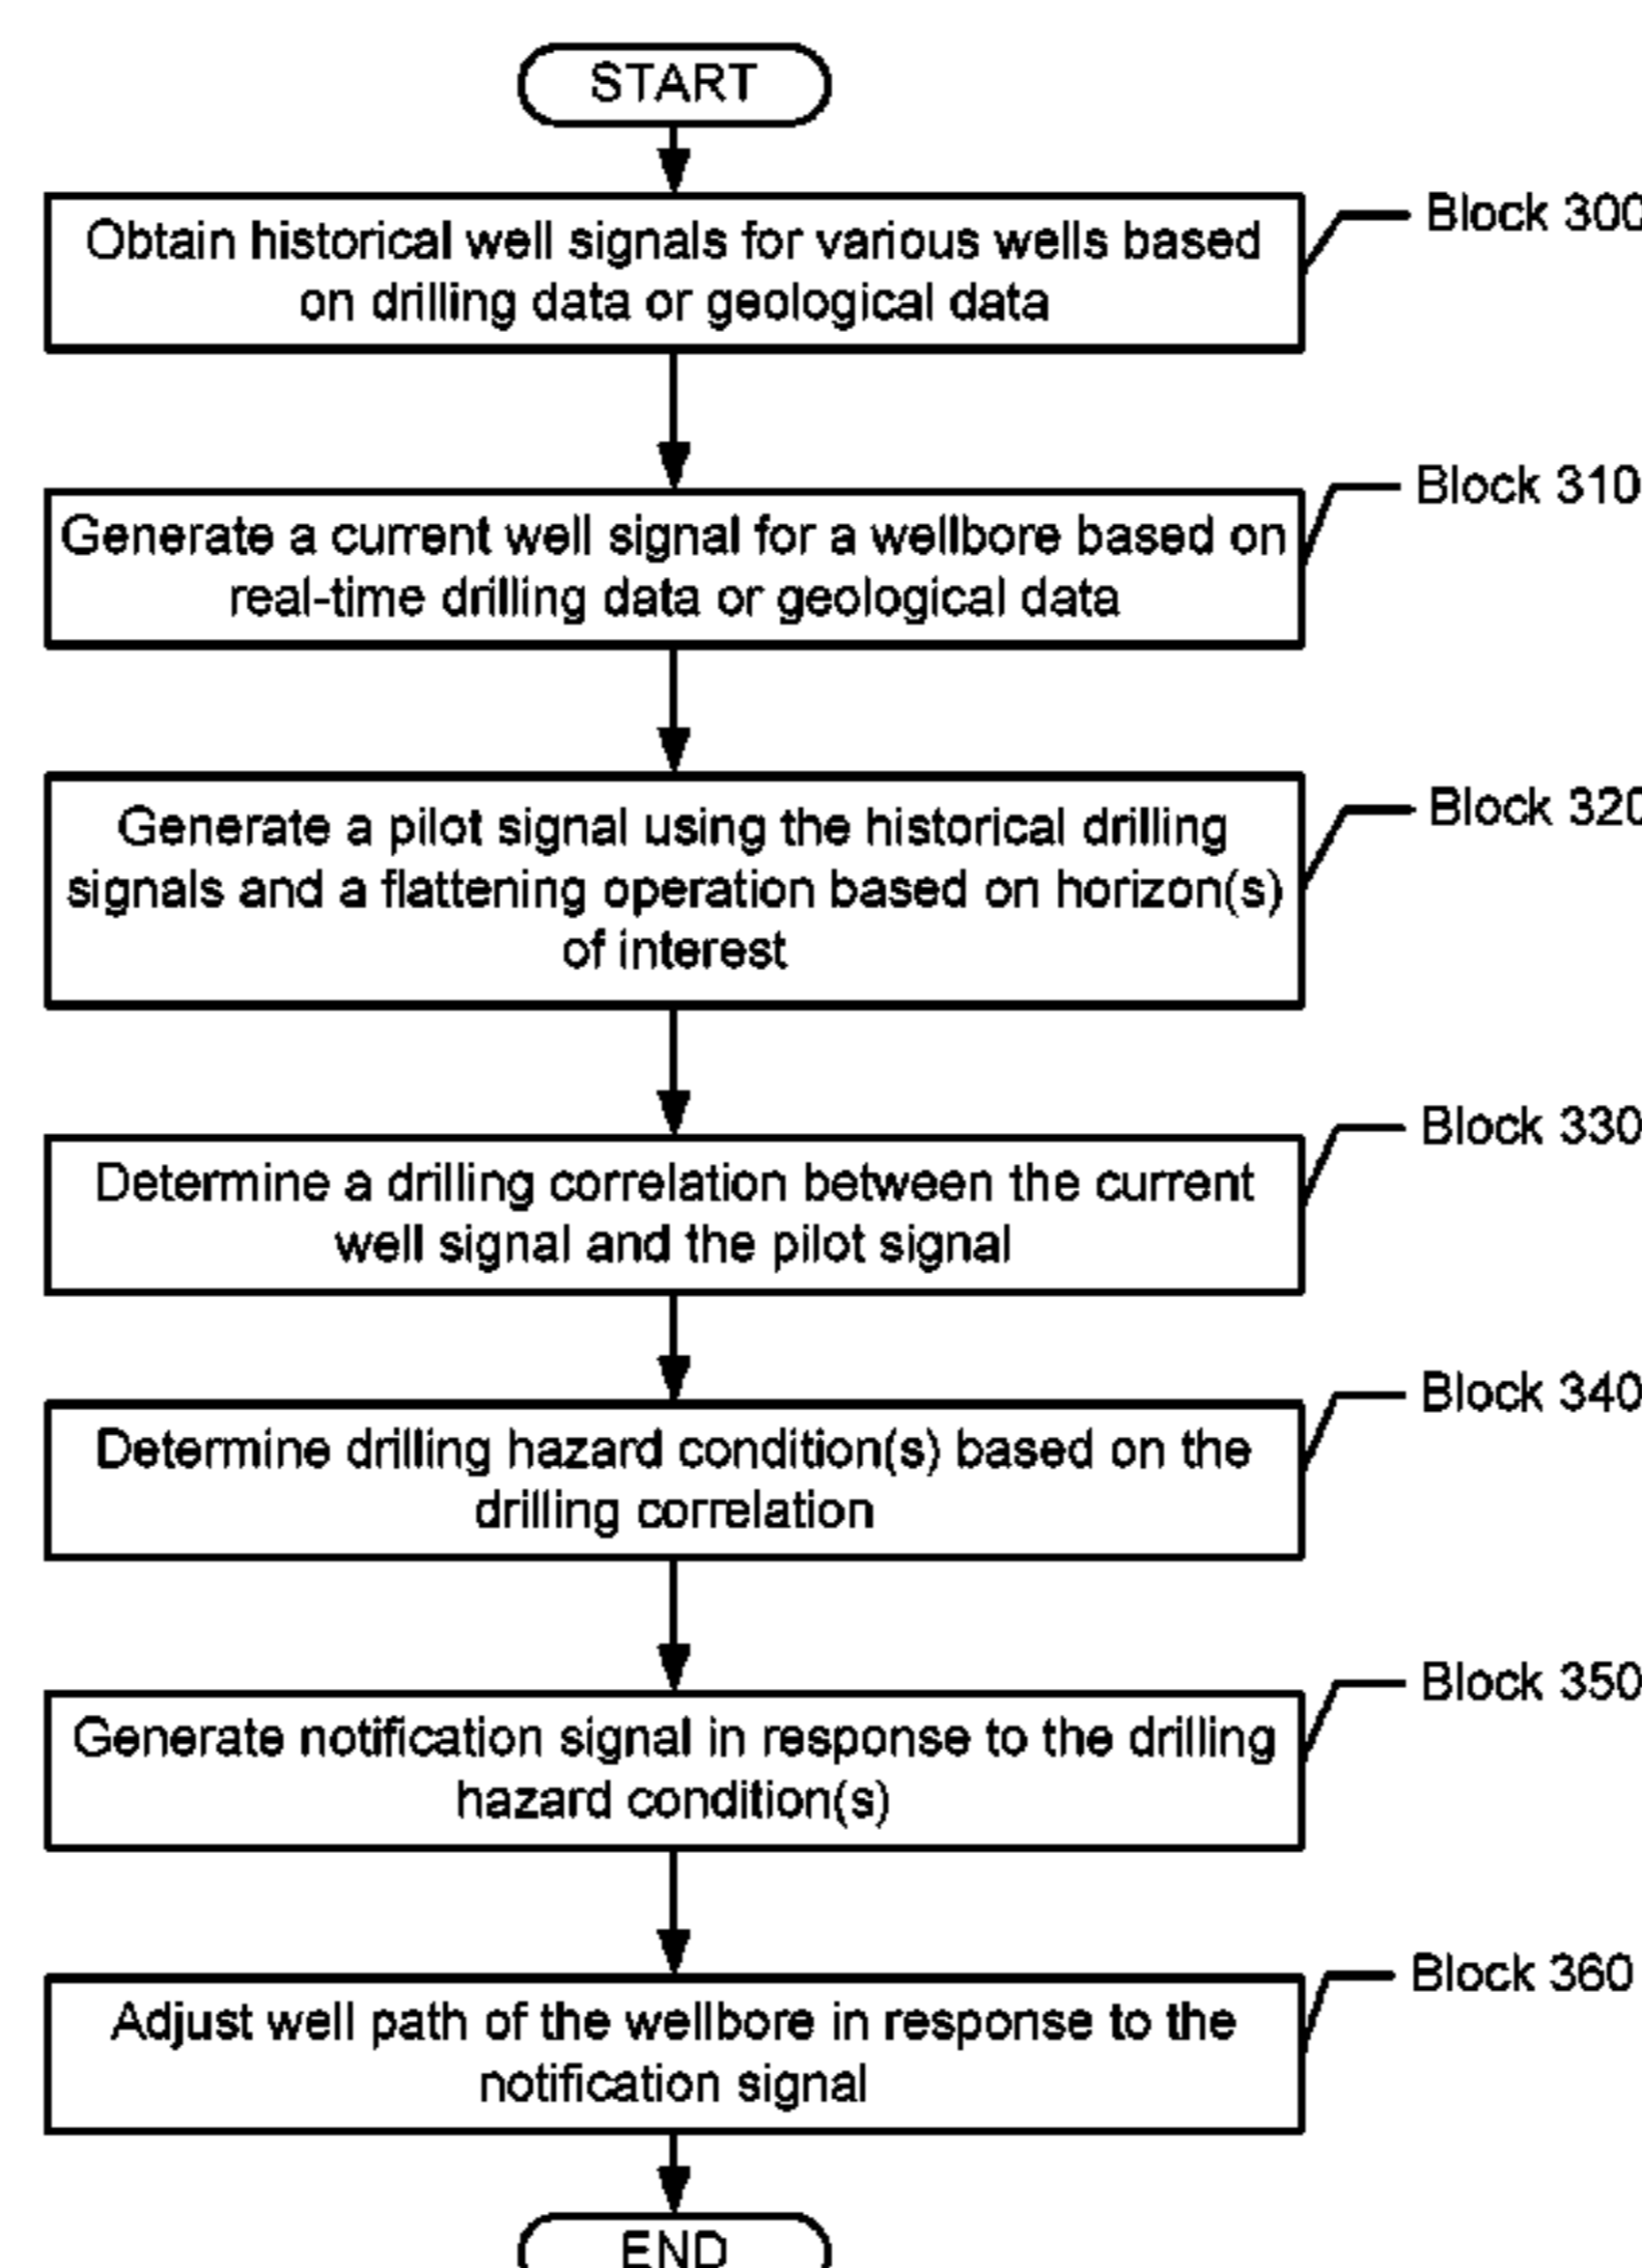 START
Obtain historical well signals for various wells based
on drilling data or geological data
Block 300
Generate a current well signal for a wellbore based on
real-time drilling data or geological data
Block 310
Generate a pilot signal using the historical drilling
signals and a flattening operation based on horizon(s)
of interest
Block 320
Determine a drilling correlation between the current
well signal and the pilot signal
Block 330
Determine drilling hazard condition(s) based on the
drilling correlation
Block 340
Generate notification signal in response to the drilling
hazard condition(s)
Block 350
Adjust well path of the wellbore in response to the
notification signal
Block 360
END